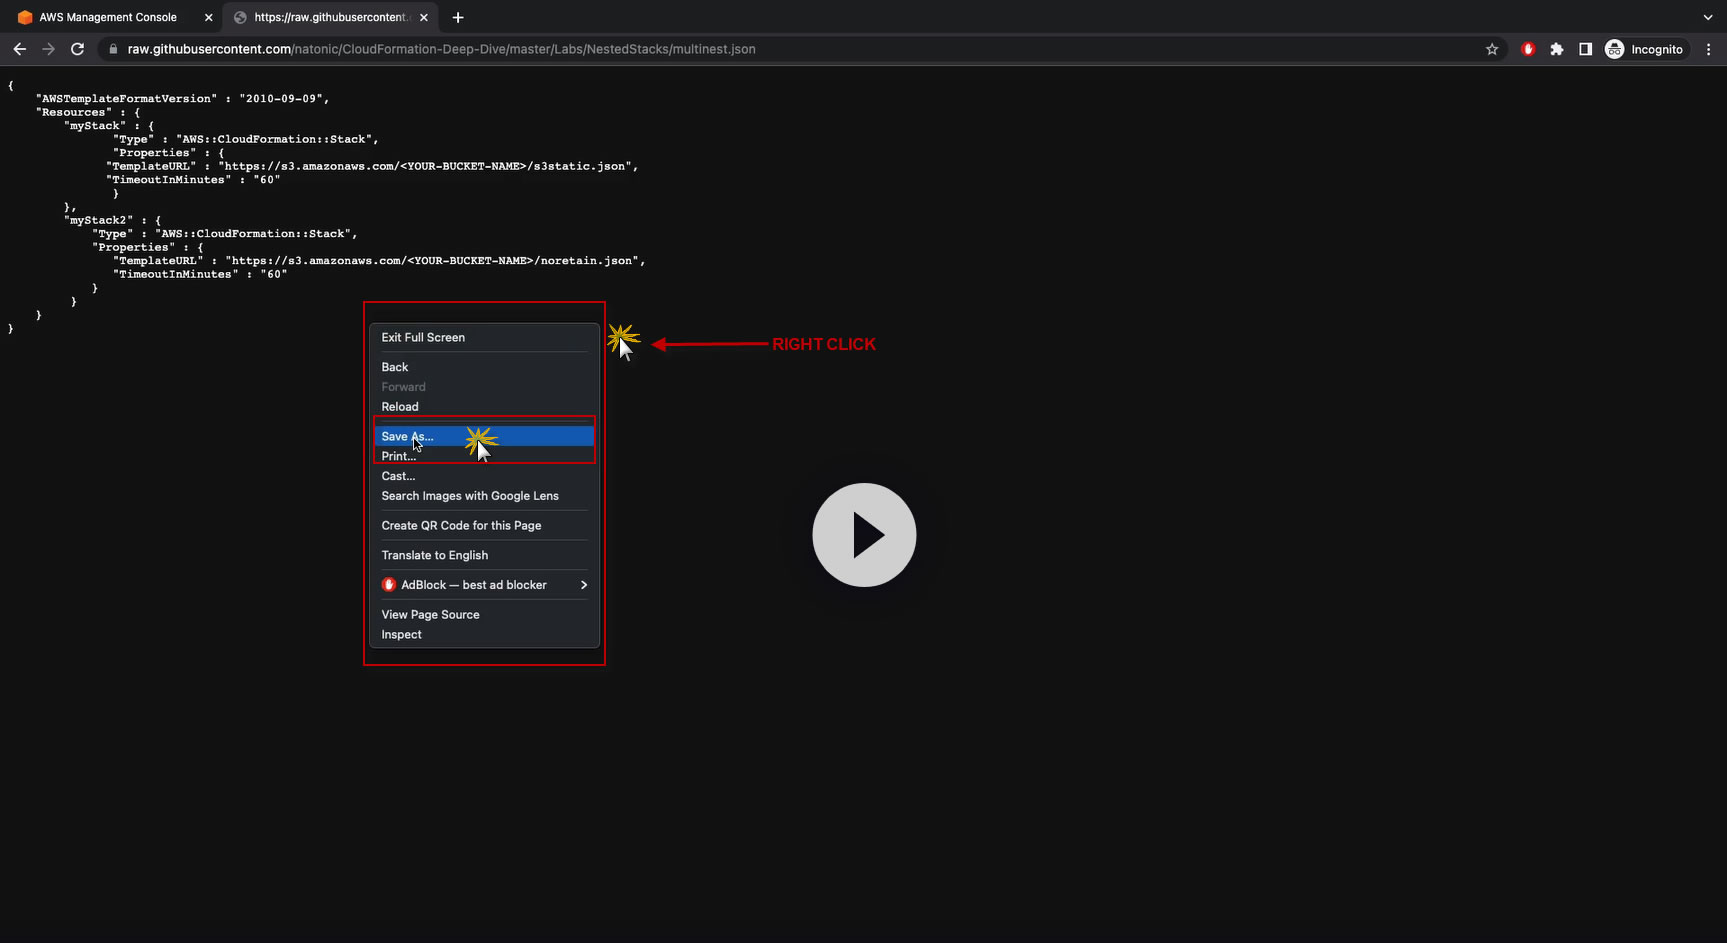 AWS Management Console
https://raw.githubusercontent.
raw.githubusercontent.com/natonic/CloudFormation-Deep-Dive/master/Labs/NestedStacks/multinest.json
Incognito
{
"AWSTemplateFormatVersion" : "2010-09-09",
"Resources" : {
"myStack" : {
"Type" : "AWS::CloudFormation::Stack",
"Properties" : {
"TemplateURL" : "https://s3.amazonaws.com/<YOUR-BUCKET-NAME>/s3static.json",
"TimeoutInMinutes" : "60"
}
},
"myStack2" : {
"Type" : "AWS::CloudFormation::Stack",
"Properties" : {
"TemplateURL" : "https://s3.amazonaws.com/<YOUR-BUCKET-NAME>/noretain.json",
"TimeoutInMinutes" : "60"
}
}
}
}
Exit Full Screen
RIGHT CLICK
Back
Forward
Reload
Save As...
Print...
Cast...
Search Images with Google Lens
Create QR Code for this Page
Translate to English
AdBlock — best ad blocker
View Page Source
Inspect